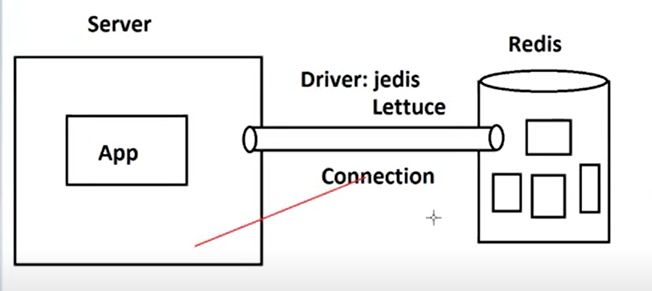 Server
Redis
Driver: jedis
Lettuce
App
Connection